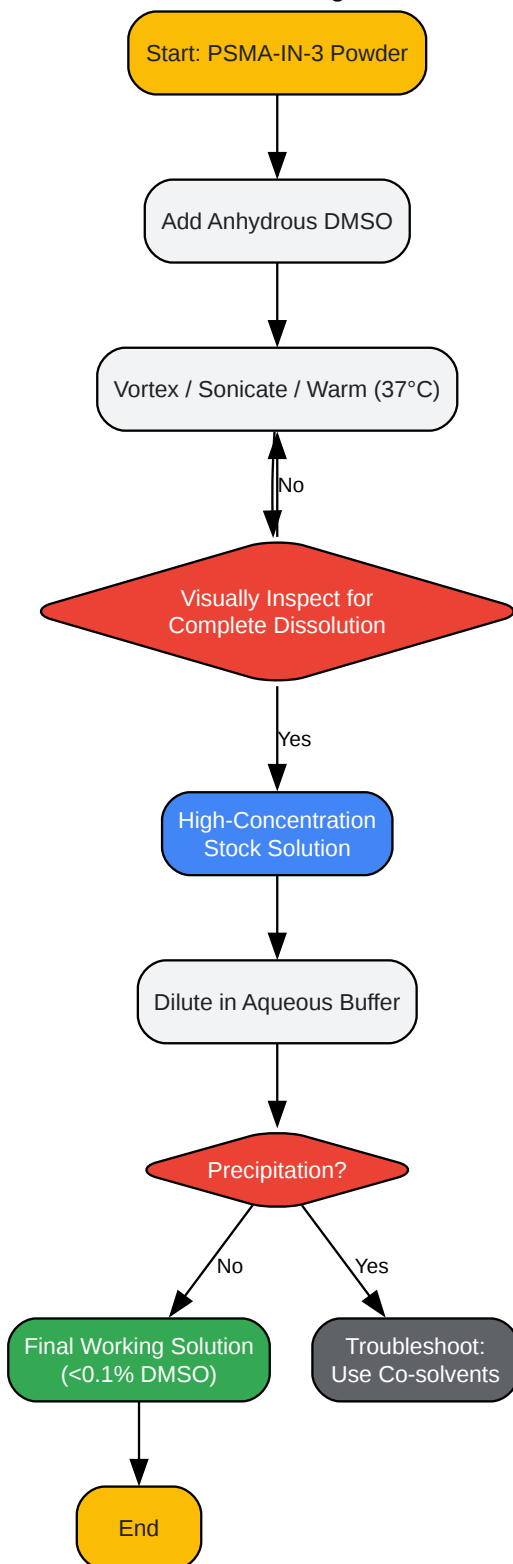 Start: PSMA-IN-3 Powder
Add Anhydrous DMSO
Vortex / Sonicate / Warm (37°C)
No
Visually Inspect for
Complete Dissolution
Yes
High-Concentration
Stock Solution
Dilute in Aqueous Buffer
Precipitation?
No
Yes
Final Working Solution
(<0.1% DMSO)
Troubleshoot:
Use Co-solvents
End